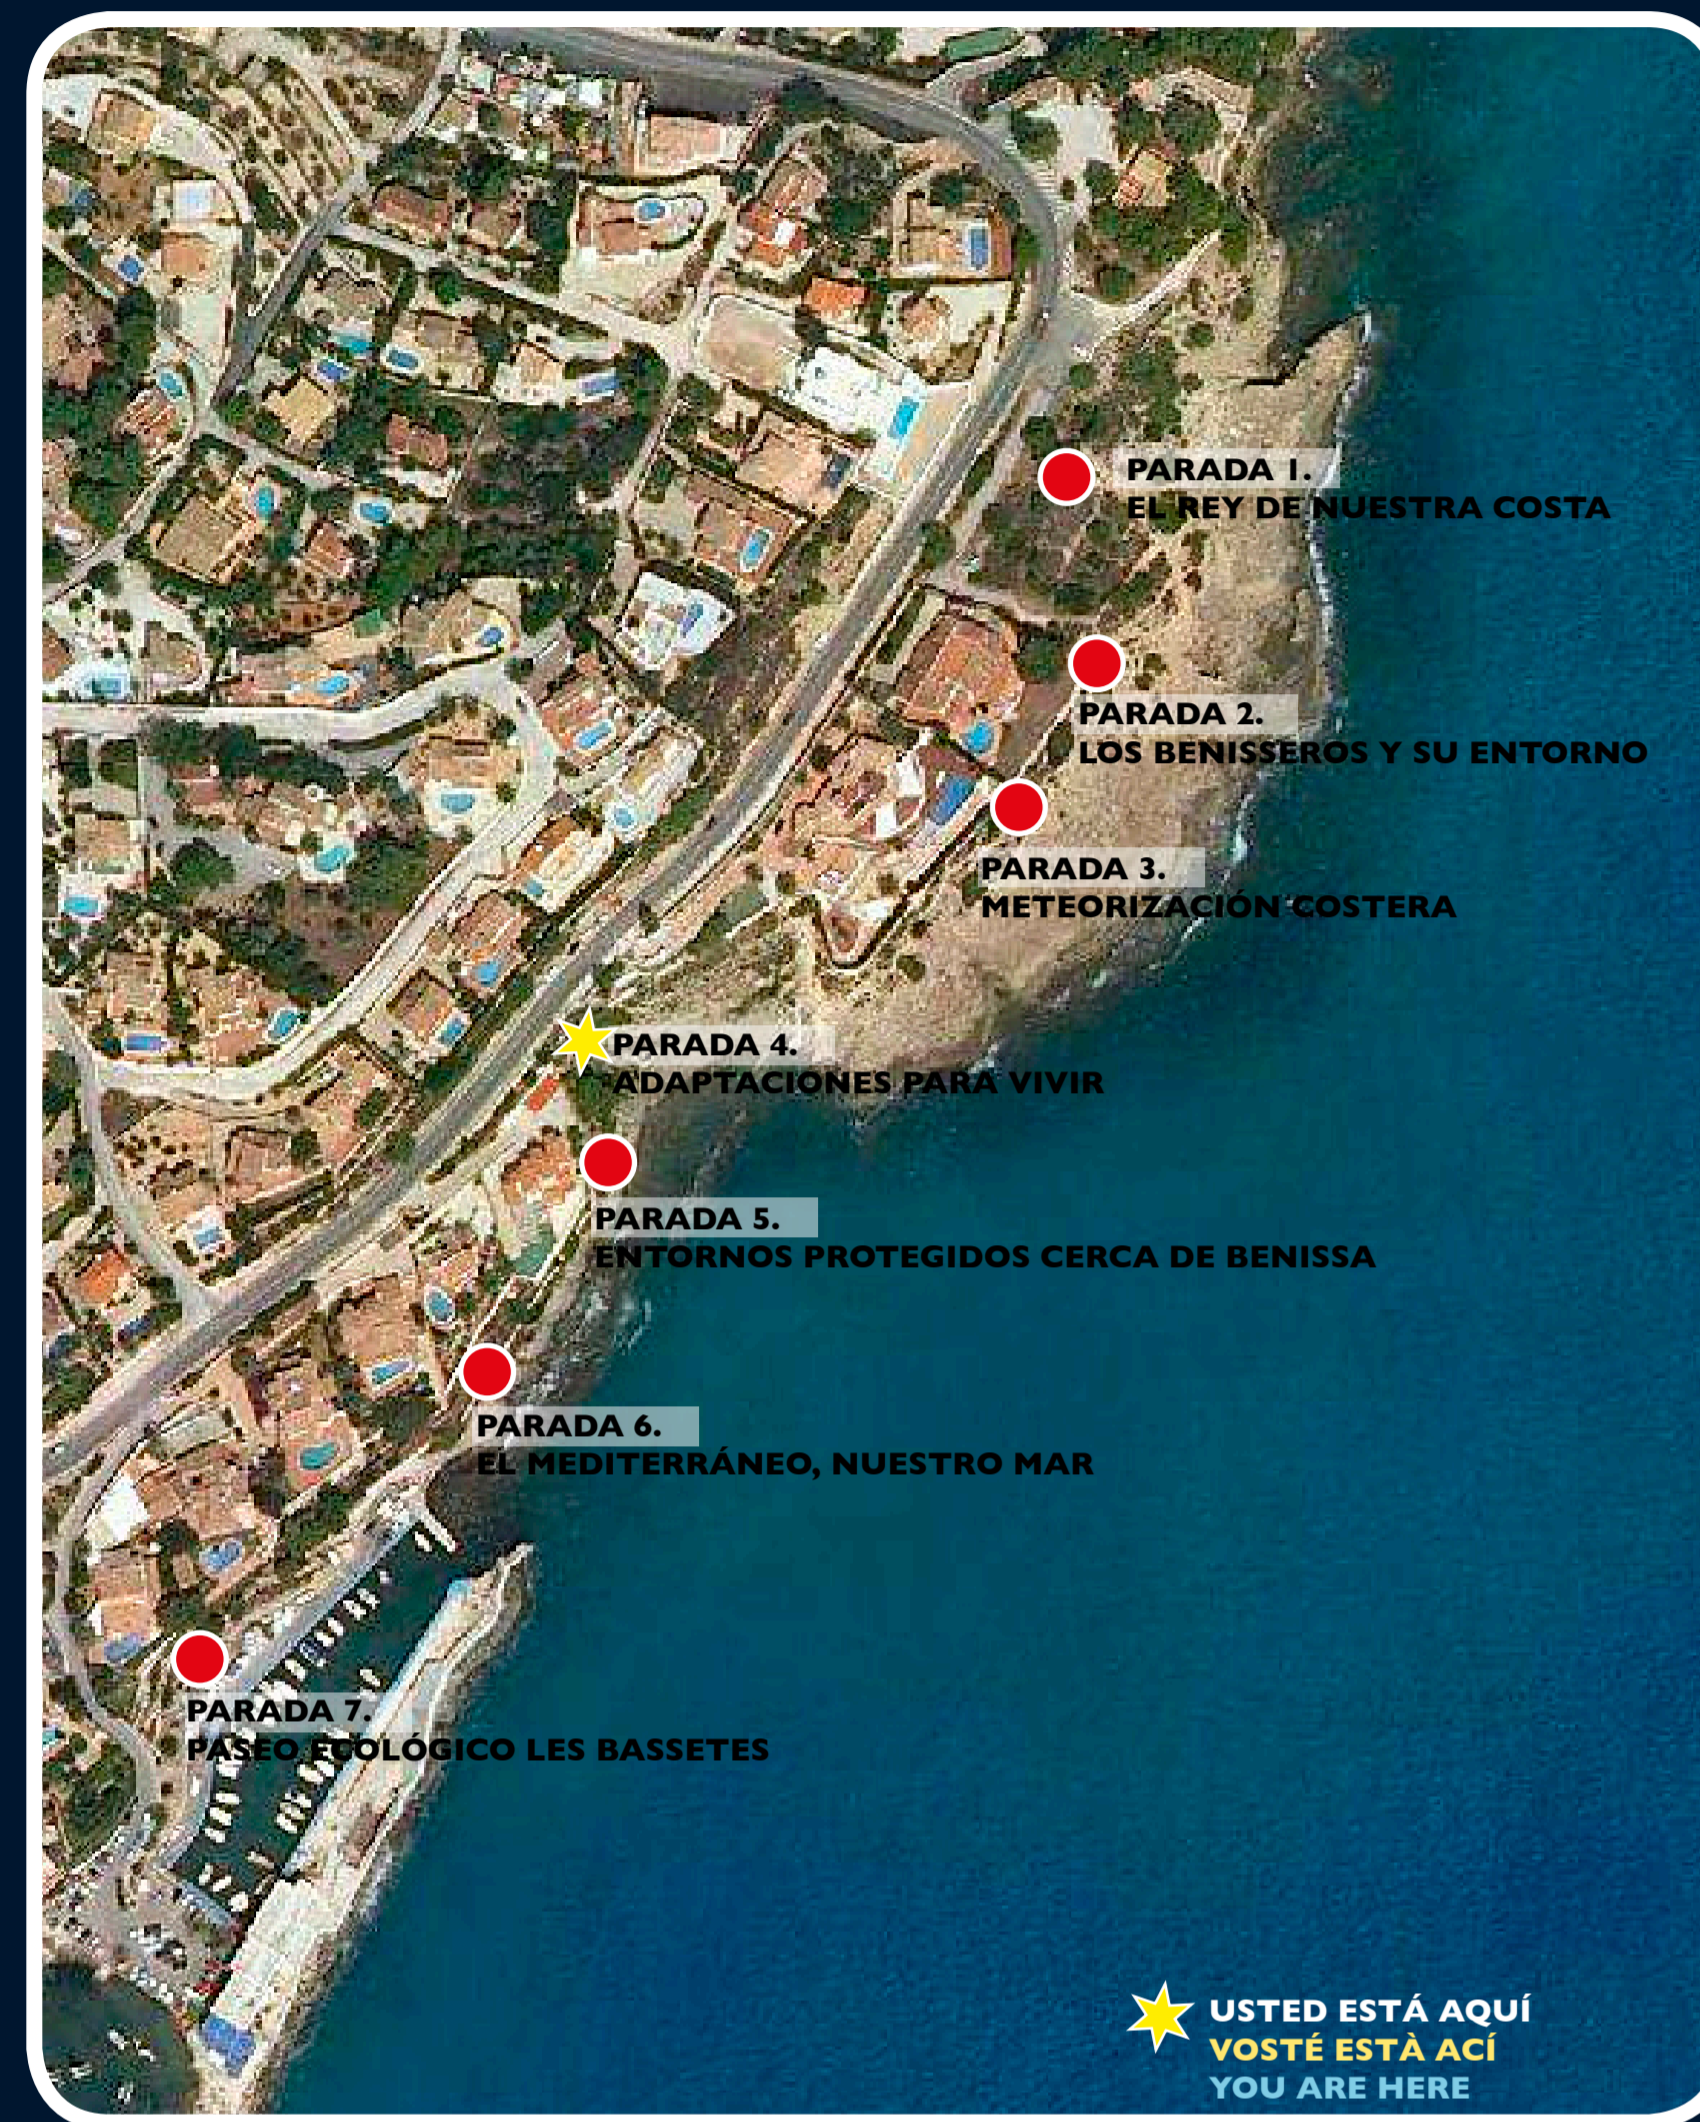 PARADA 1.
EL REY DE NUESTRA COSTA
PARADA 2.
LOS BENISSEROS Y SU ENTORNO
PARADA 3.
METEORIZACIÓN COSTERA
PARADA 4.
ADAPTACIONES PARA VIVIR
PARADA 5.
ENTORNOS PROTEGIDOS CERCA DE BENISSA
PARADA 6.
EL MEDITERRÁNEO, NUESTRO MAR
PARADA 7.
PASEO ECOLÓGICO LES BASSETES
USTED ESTÁ AQUÍ
VOSTÉ ESTÀ ACÍ
YOU ARE HERE